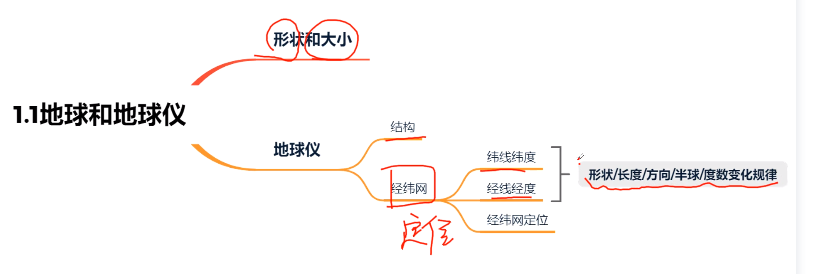 形状和大小
1.1地球和地球仪
地球仪
结构
经纬网
定位
纬线纬度
经线经度
经纬网定位
形状/长度/方向/半球/度数变化规律